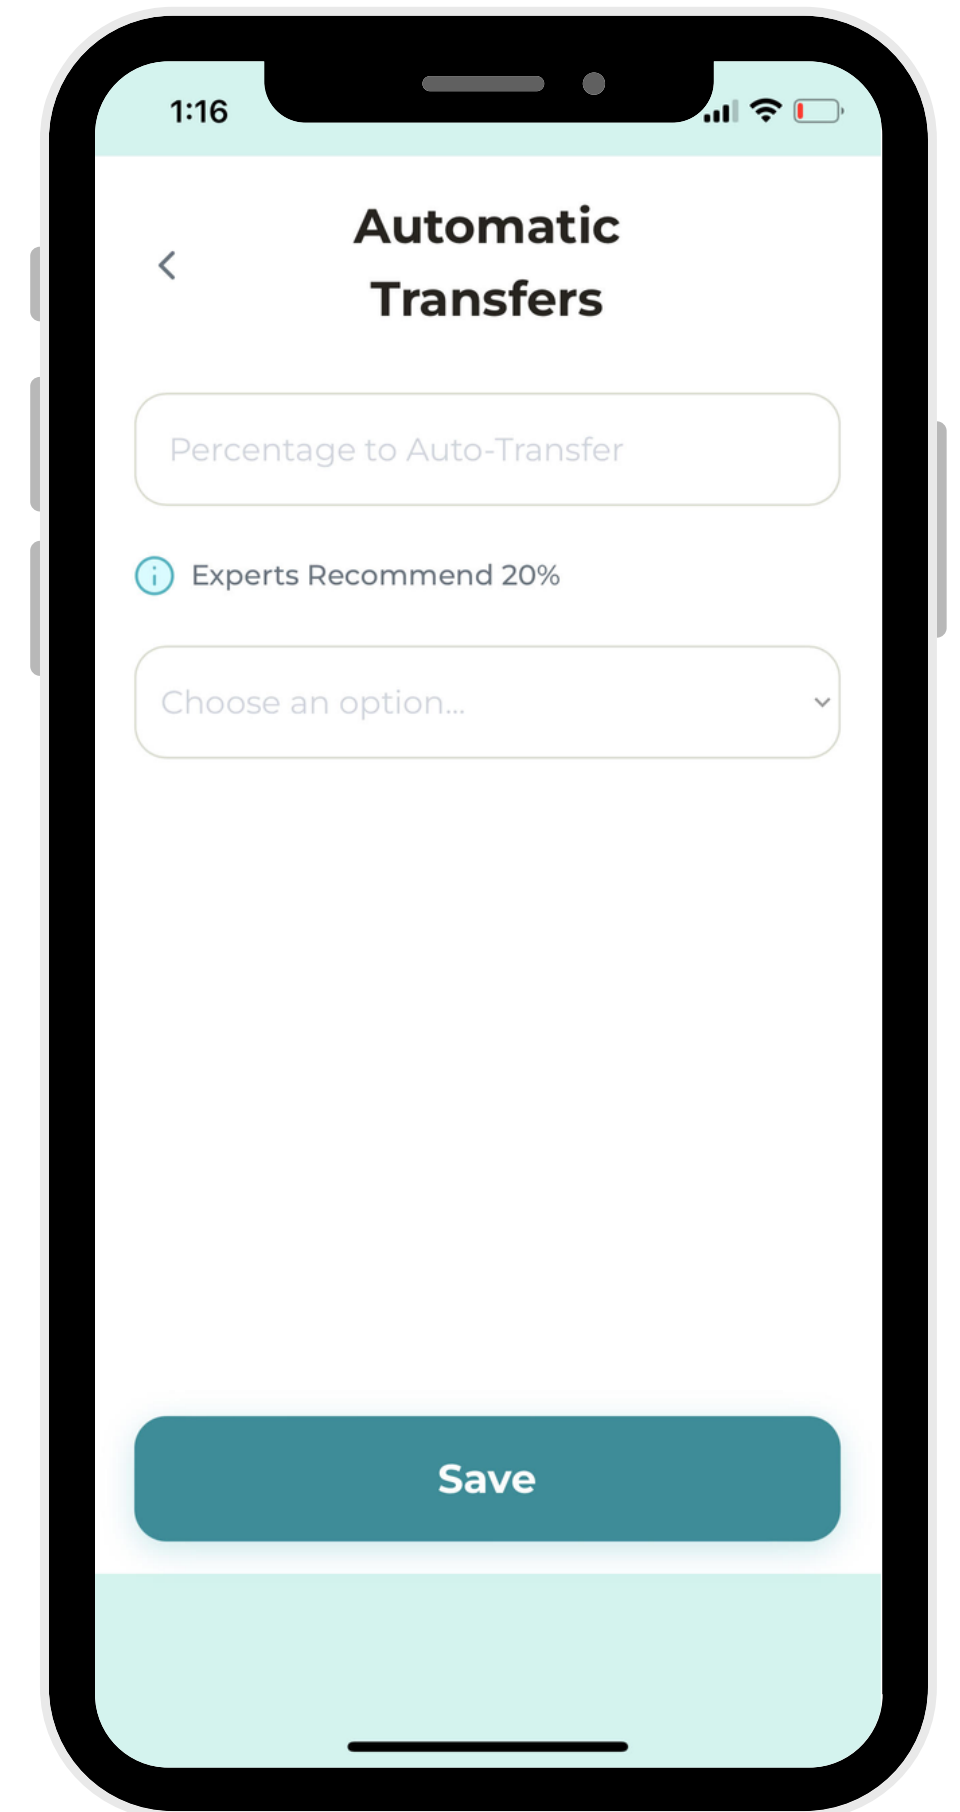 1:16
Automatic
Transfers
Percentage to Auto-Transfer
Experts Recommend 20%
Choose an option...
Save